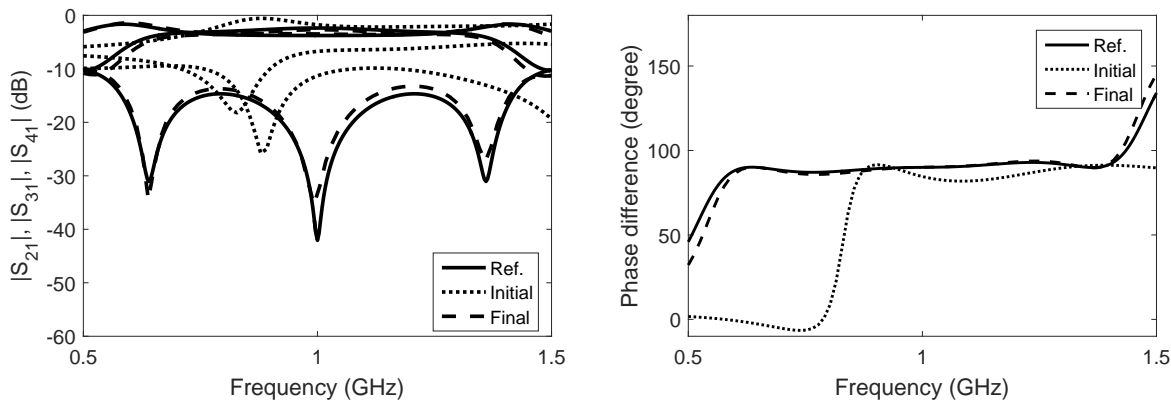 0
-10
-20
-30
-40
-50
-60
0.5
1
1.5
Frequency (GHz)
|S21|, |S31|, |S41| (dB)
Ref.
Initial
Final
150
100
50
0
0.5
1
1.5
Frequency (GHz)
Phase difference (degree)
Ref.
Initial
Final